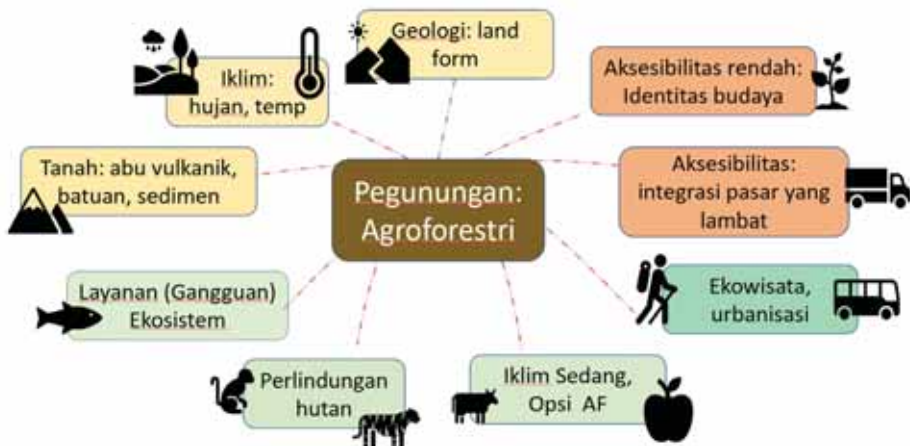 Geologi: land
form
Iklim:
hujan, temp
Aksesibilitas rendah:
Identitas budaya
Tanah: abu vulkanik,
batuan, sedimen
Pegunungan:
Agroforestri
Aksesibilitas:
integrasi pasar yang
lambat
Layanan (Gangguan)
Ekosistem
Ekowisata,
urbanisasi
Perlindungan
hutan
Iklim Sedang,
Opsi AF